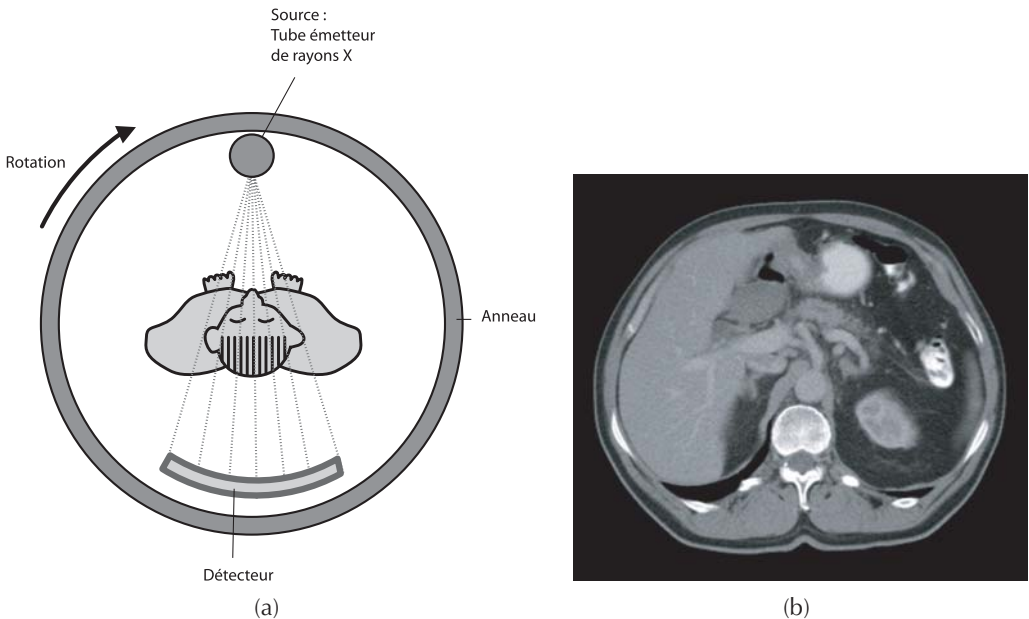 Source :
Tube émetteur
de rayons X
Rotation
Anneau
Détecteur
(a)
(b)